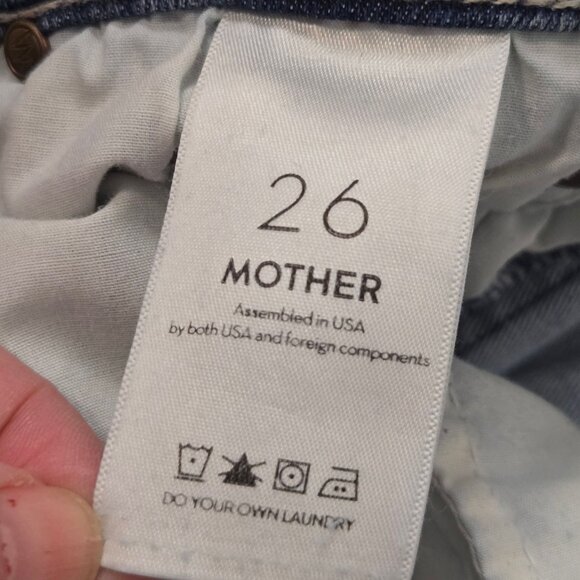 26
MOTHER
Assembled in USA
by both USA and foreign components
DO YOUR OWN LAUNDRY